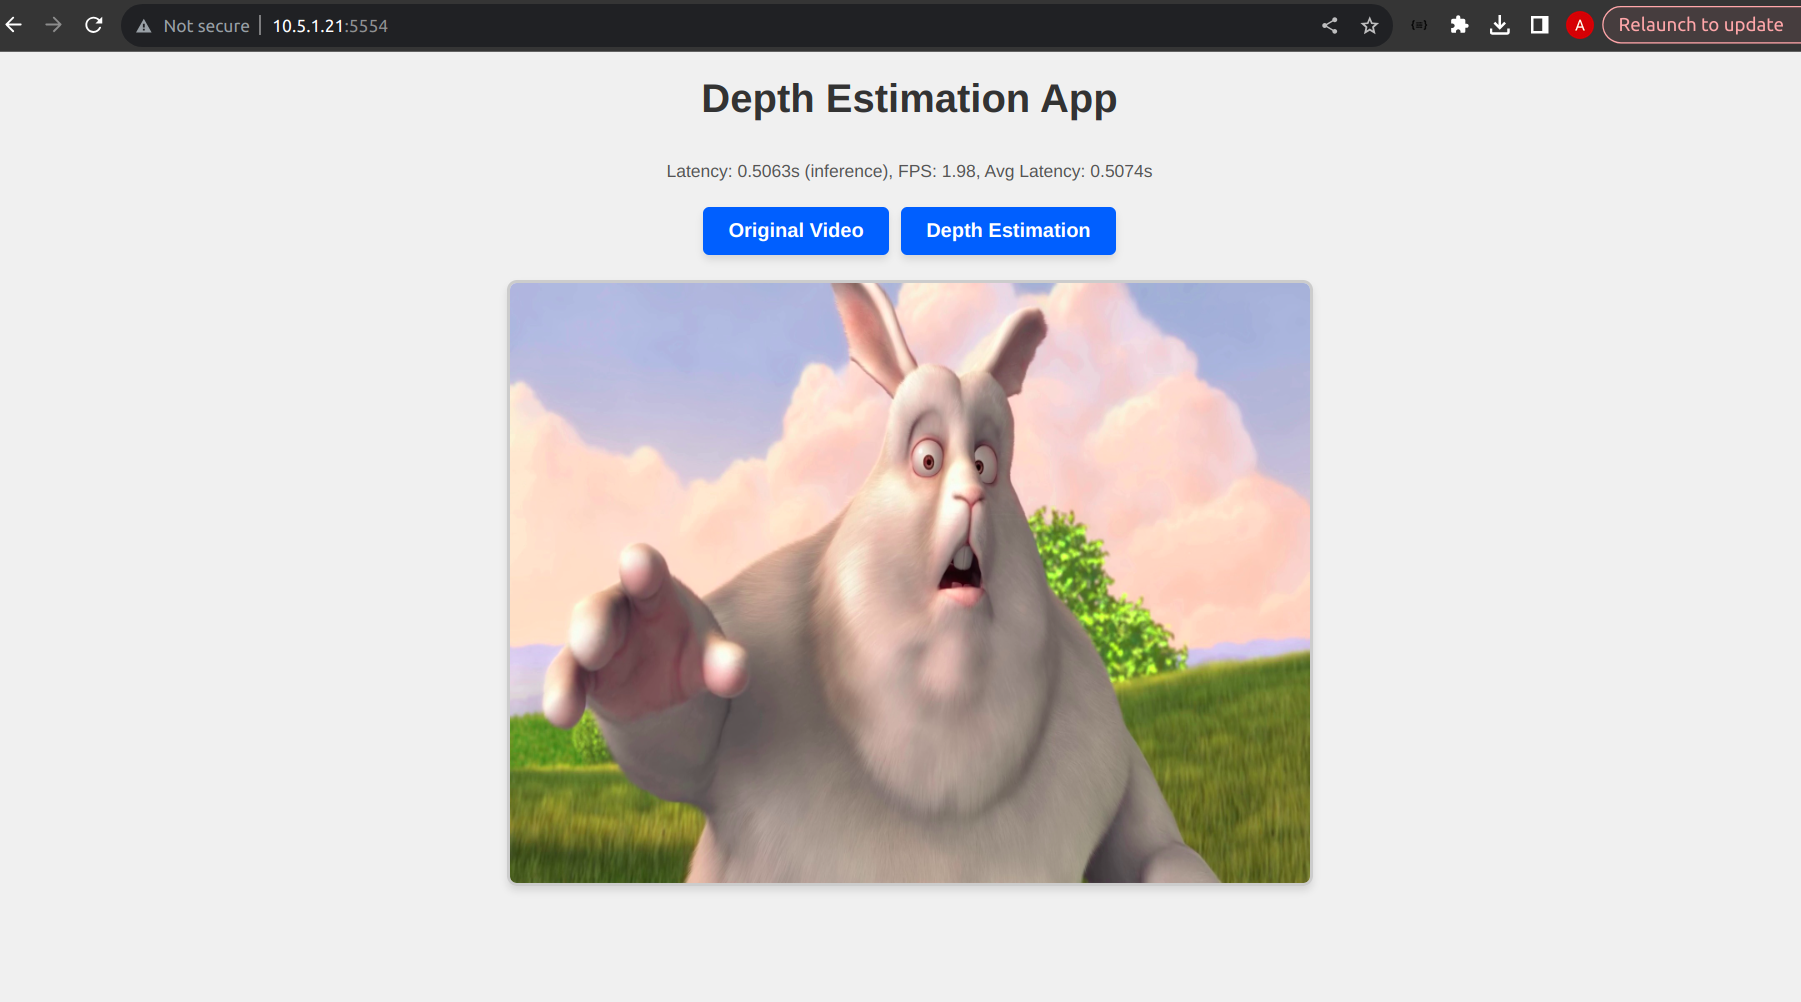 Not secure 10.5.1.21:5554
A
Relaunch to update
Depth Estimation App
Latency: 0.5063s (inference), FPS: 1.98, Avg Latency: 0.5074s
Original Video
Depth Estimation